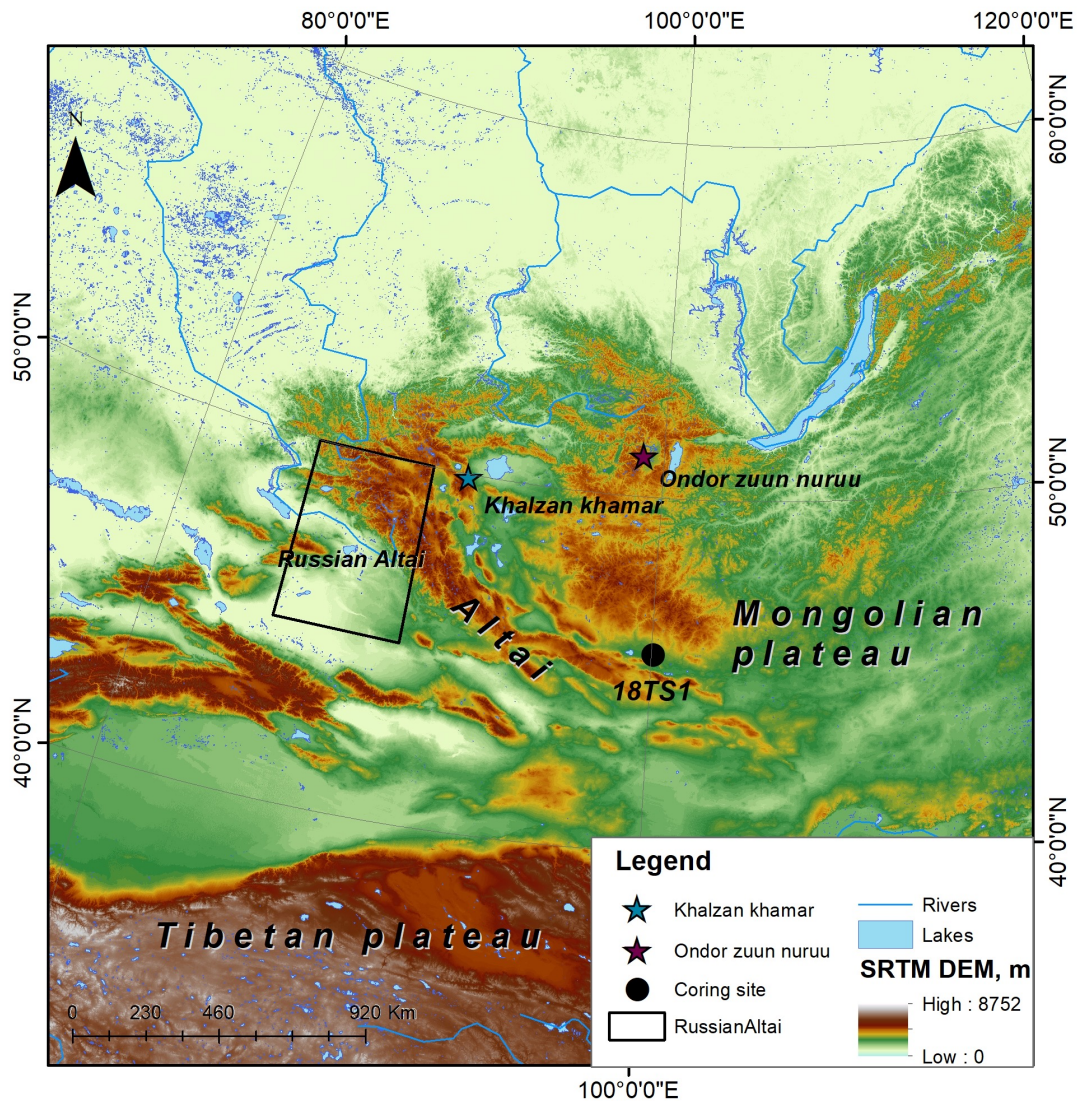 80°0'0"E
100°0'0"E
120°0'0"E
N
60°0'0"N
50°0'0"N
50°0'0"N
Ondor zuun nuruu
Khalzan khamar
Russian Altai
Altai
Mongolian
plateau
18TS1
40°0'0"N
40°0'0"N
Tibetan plateau
0 230 460 920 Km
Legend
Khalzan khamar
Ondor zuun nuruu
Coring site
RussianAltai
Rivers
Lakes
SRTM DEM, m
High : 8752
Low : 0
100°0'0"E